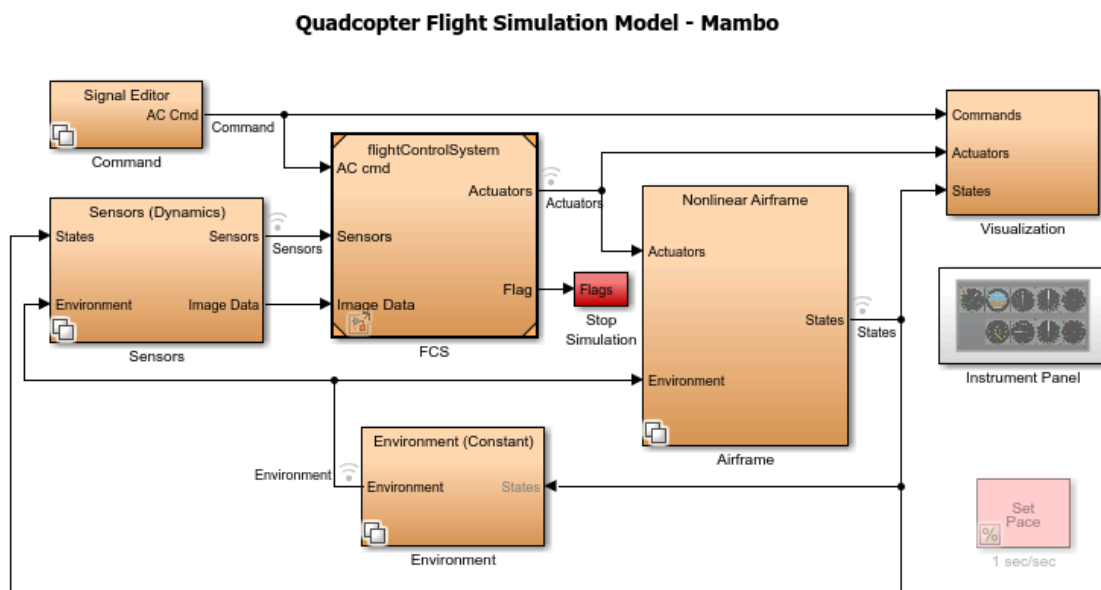 Quadcopter Flight Simulation Model - Mambo
Signal Editor
AC Cmd
Command
Command
flightControlSystem
AC cmd
Sensors
Image Data
Actuators
Flag
FCS
Actuators
Sensors (Dynamics)
States
Sensors
Environment
Image Data
Sensors
Sensors
Flags
Stop
Simulation
Nonlinear Airframe
Actuators
States
Environment
Airframe
States
Commands
Actuators
States
Visualization
Instrument Panel
Environment (Constant)
Environment
Environment
States
Environment
Set
Pace
%
1 sec/sec